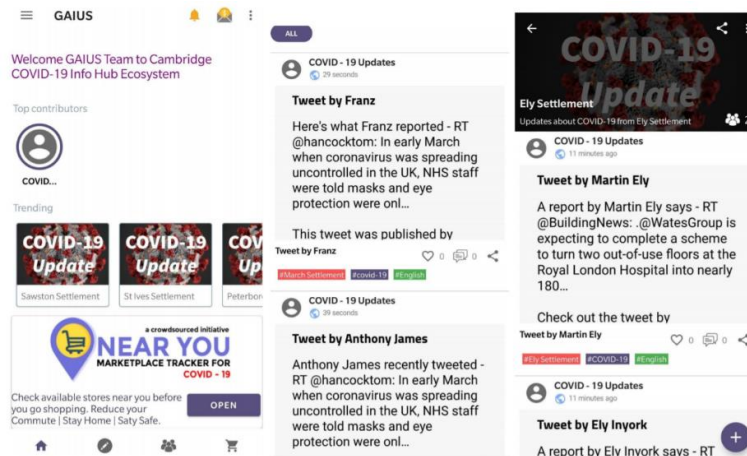 GAIUS
Welcome GAIUS Team to Cambridge
COVID-19 Info Hub Ecosystem
Top contributors
COVID...
Trending
COVID-19
Update
Sawston Settlement
COVID-19
Update
St Ives Settlement
COV
Up
Peterbor
a crowdsourced initiative
NEAR YOU
MARKETPLACE TRACKER FOR
COVID - 19
Check available stores near you before
you go shopping. Reduce your
Commute | Stay Home | Saty Safe.
OPEN
ALL
COVID - 19 Updates
29 seconds
Tweet by Franz
Here's what Franz reported - RT
@hancocktom: In early March
when coronavirus was spreading
uncontrolled in the UK, NHS staff
were told masks and eye
protection were onl...
This tweet was published by
Tweet by Franz
0
0
#March Settlement #covid-19 #English
COVID - 19 Updates
39 seconds
Tweet by Anthony James
Anthony James recently tweeted -
RT @hancocktom: In early March
when coronavirus was spreading
uncontrolled in the UK, NHS staff
were told masks and eye
protection were onl...
COVID-19
Update
Ely Settlement
Updates about COVID-19 from Ely Settlement
COVID - 19 Updates
11 minutes ago
Tweet by Martin Ely
A report by Martin Ely says - RT
@BuildingNews: .@WatesGroup is
expecting to complete a scheme
to turn two out-of-use floors at the
Royal London Hospital into nearly
180...
Check out the tweet by
Tweet by Martin Ely
0
0
#Ely Settlement #COVID-19 #English
COVID - 19 Updates
11 minutes ago
Tweet by Ely Inyork
A report by Ely Inyork says - RT